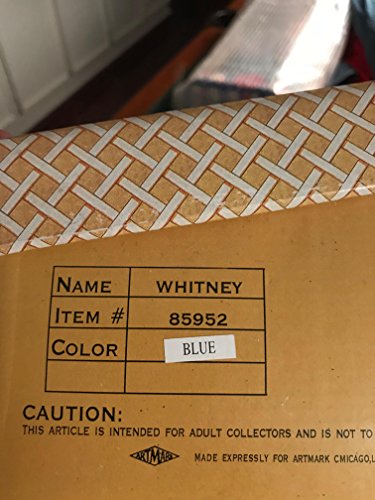 NAME WHITNEY
ITEM # 85952
COLOR BLUE
CAUTION:
THIS ARTICLE IS INTENDED FOR ADULT COLLECTORS AND IS NOT TO
ARTMARK MADE EXPRESSLY FOR ARTMARK CMICAGO,L